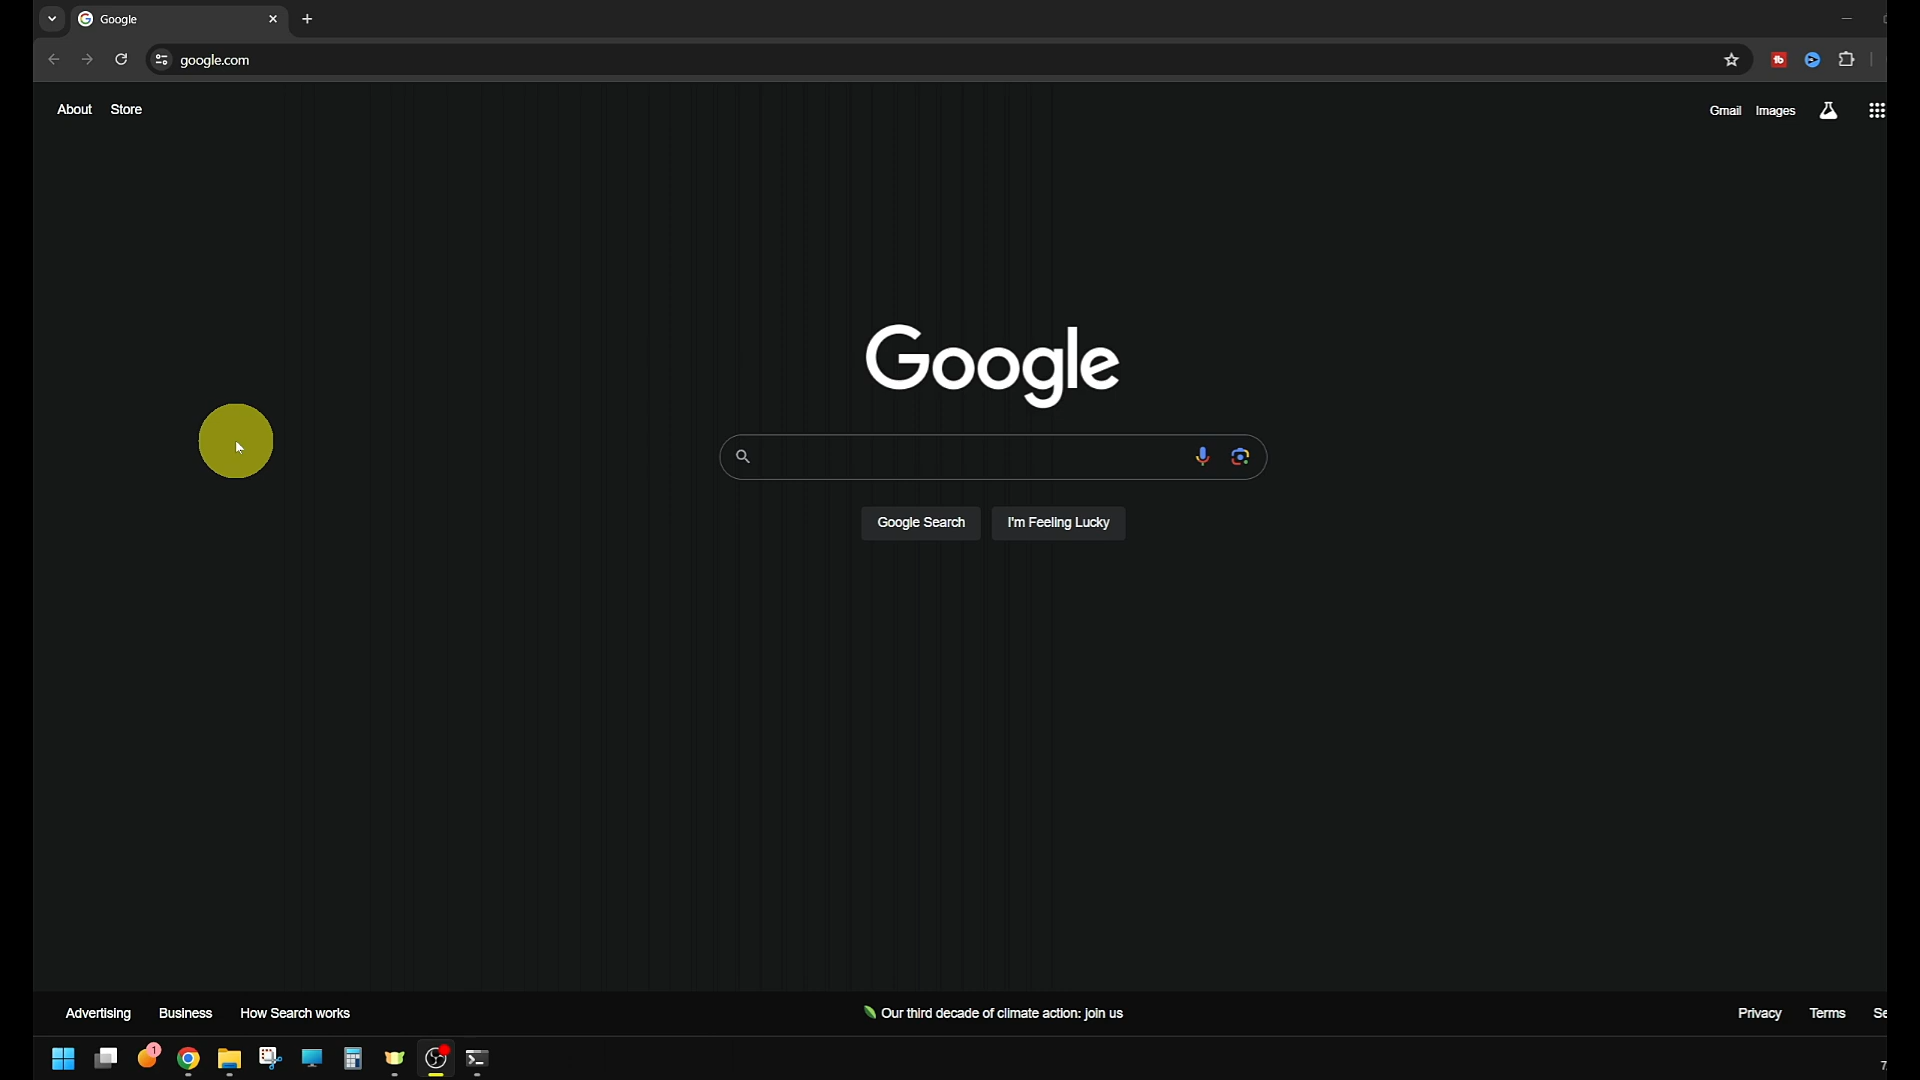 Google
google.com
About Store
Gmail Images
Google
Google Search I'm Feeling Lucky
Advertising Business How Search works
Our third decade of climate action: join us
Privacy Terms
1